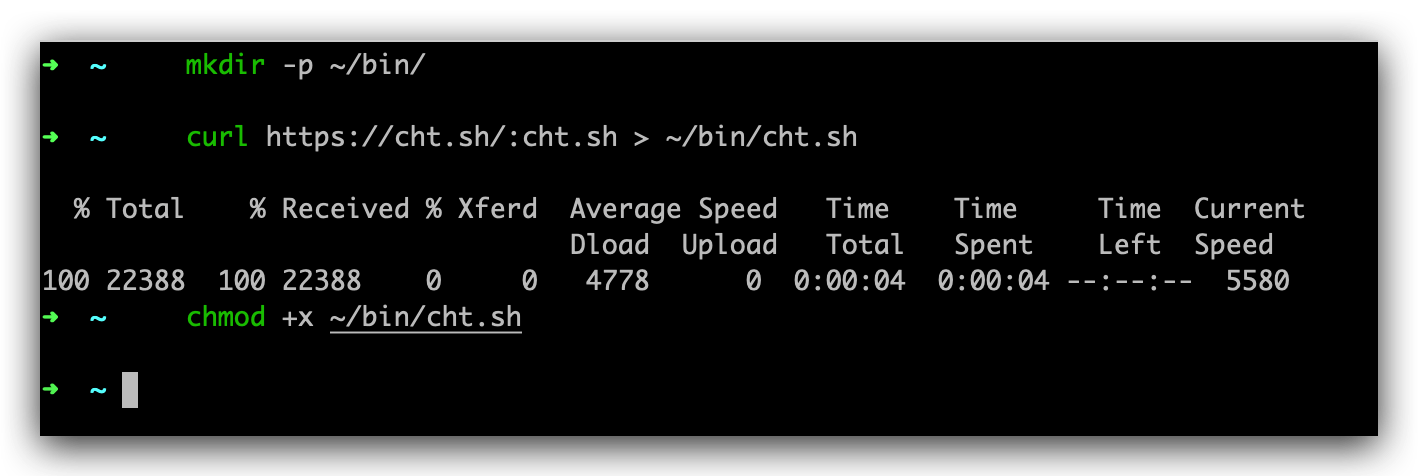 ➜  ~     mkdir -p ~/bin/
➜  ~     curl https://cht.sh/:cht.sh > ~/bin/cht.sh
  % Total    % Received % Xferd  Average Speed   Time    Time     Time  Current
                                 Dload  Upload   Total   Spent    Left  Speed
100 22388  100 22388    0     0   4778      0  0:00:04  0:00:04 --:--:--  5580
➜  ~     chmod +x ~/bin/cht.sh
➜  ~